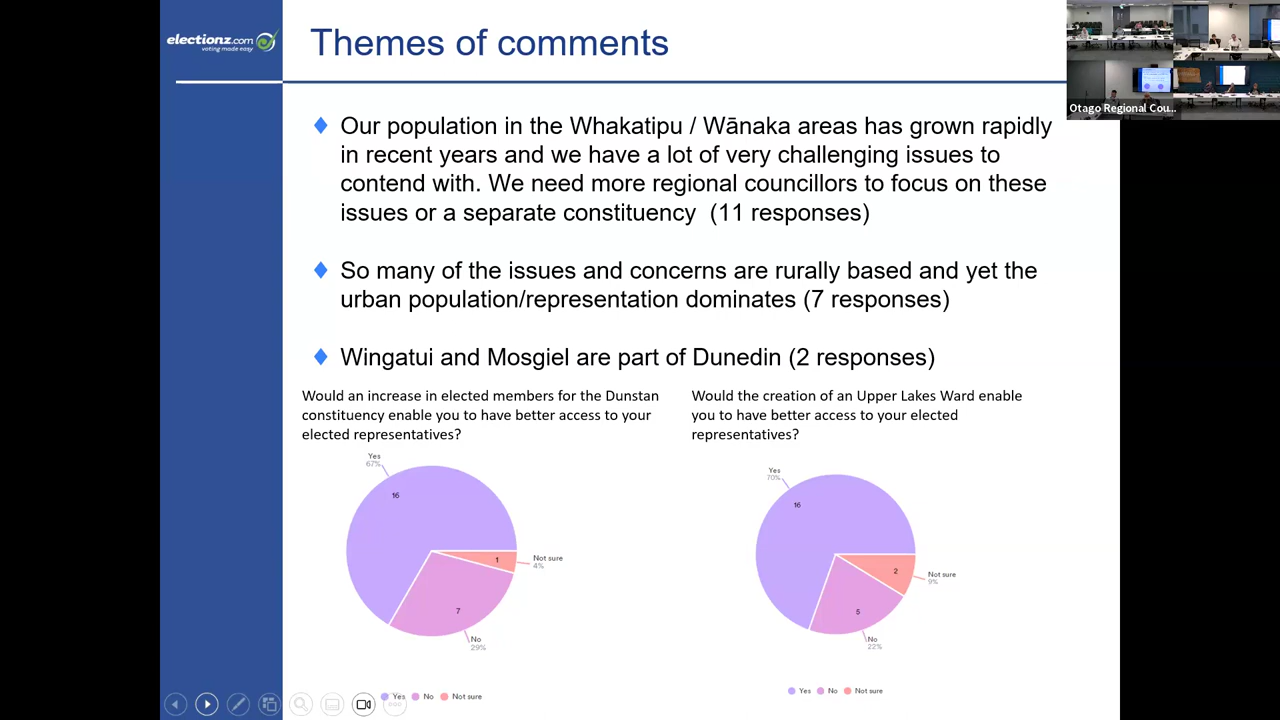 electionz.com
voting made easy
Themes of comments
Otago Regional Cou...
Our population in the Whakatipu / Wānaka areas has grown rapidly
in recent years and we have a lot of very challenging issues to
contend with. We need more regional councillors to focus on these
issues or a separate constituency (11 responses)
So many of the issues and concerns are rurally based and yet the
urban population/representation dominates (7 responses)
Wingatui and Mosgiel are part of Dunedin (2 responses)
Would an increase in elected members for the Dunstan
constituency enable you to have better access to your
elected representatives?
Yes
67%
16
1
Not sure
4%
7
No
29%
Yes No Not sure
Would the creation of an Upper Lakes Ward enable
you to have better access to your elected
representatives?
Yes
70%
16
2
Not sure
9%
5
No
22%
Yes No Not sure